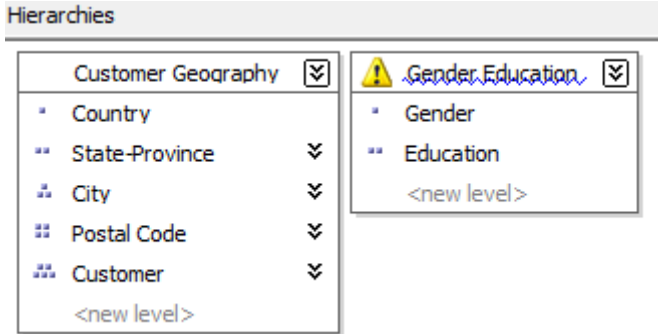 Hierarchies
Customer Geography
Country
State-Province
City
Postal Code
Customer
<new level>
Gender Education
Gender
Education
<new level>